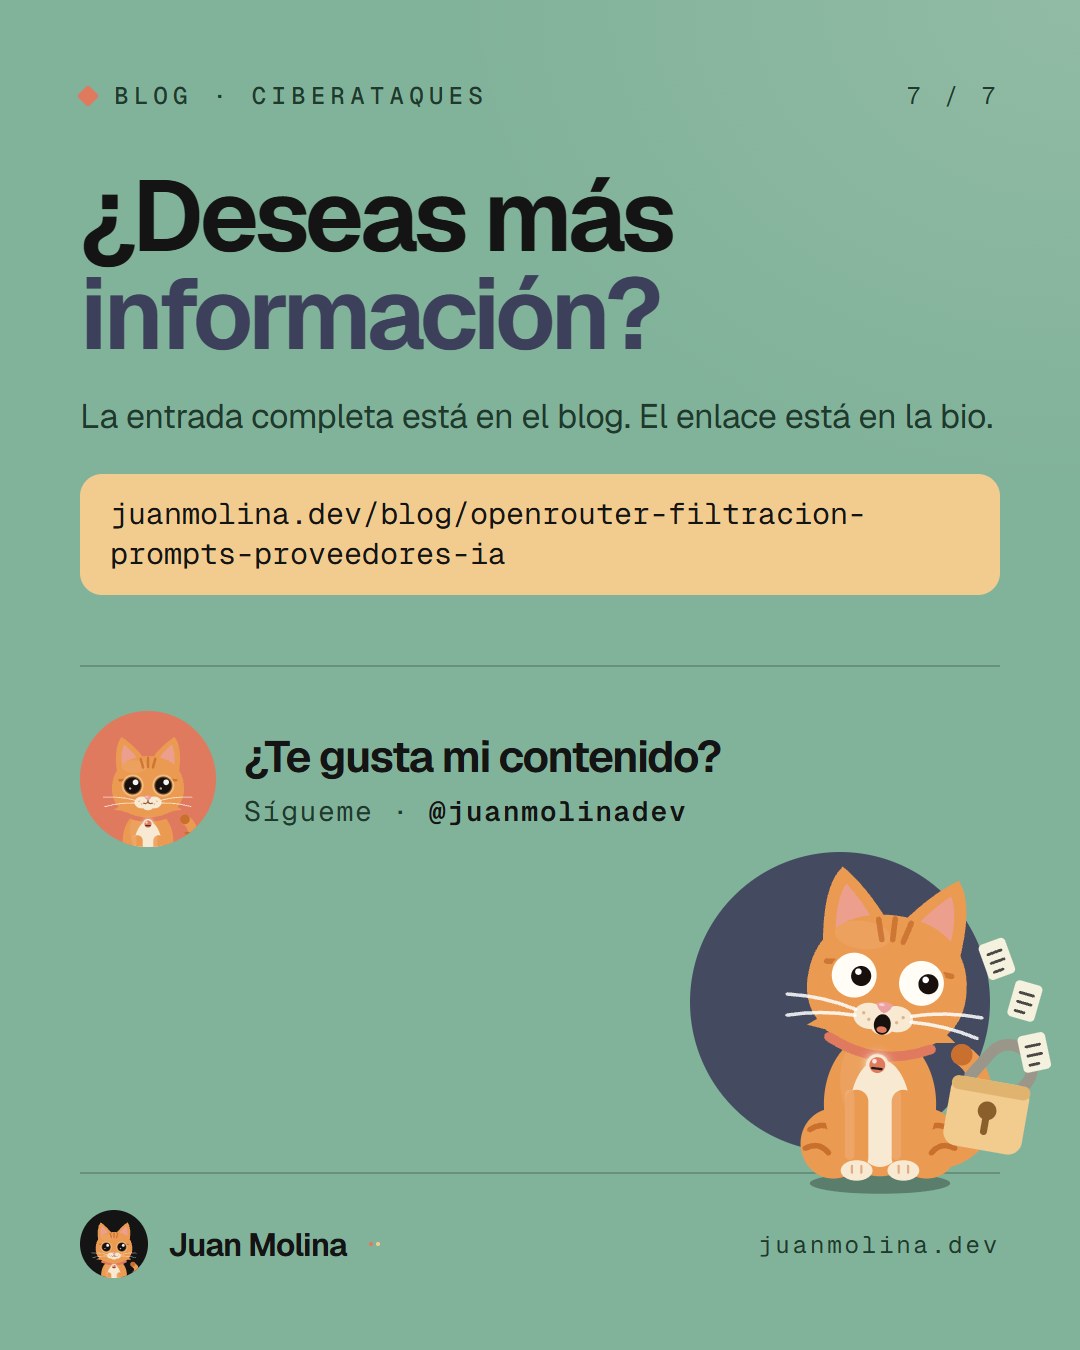 BLOG · CIBERATAQUES
7 / 7
¿Deseas más
información?
La entrada completa está en el blog. El enlace está en la bio.
juanmolina.dev/blog/openrouter-filtracion-
prompts-proveedores-ia
¿Te gusta mi contenido?
Sígueme · @juanmolinadev
Juan Molina
juanmolina.dev